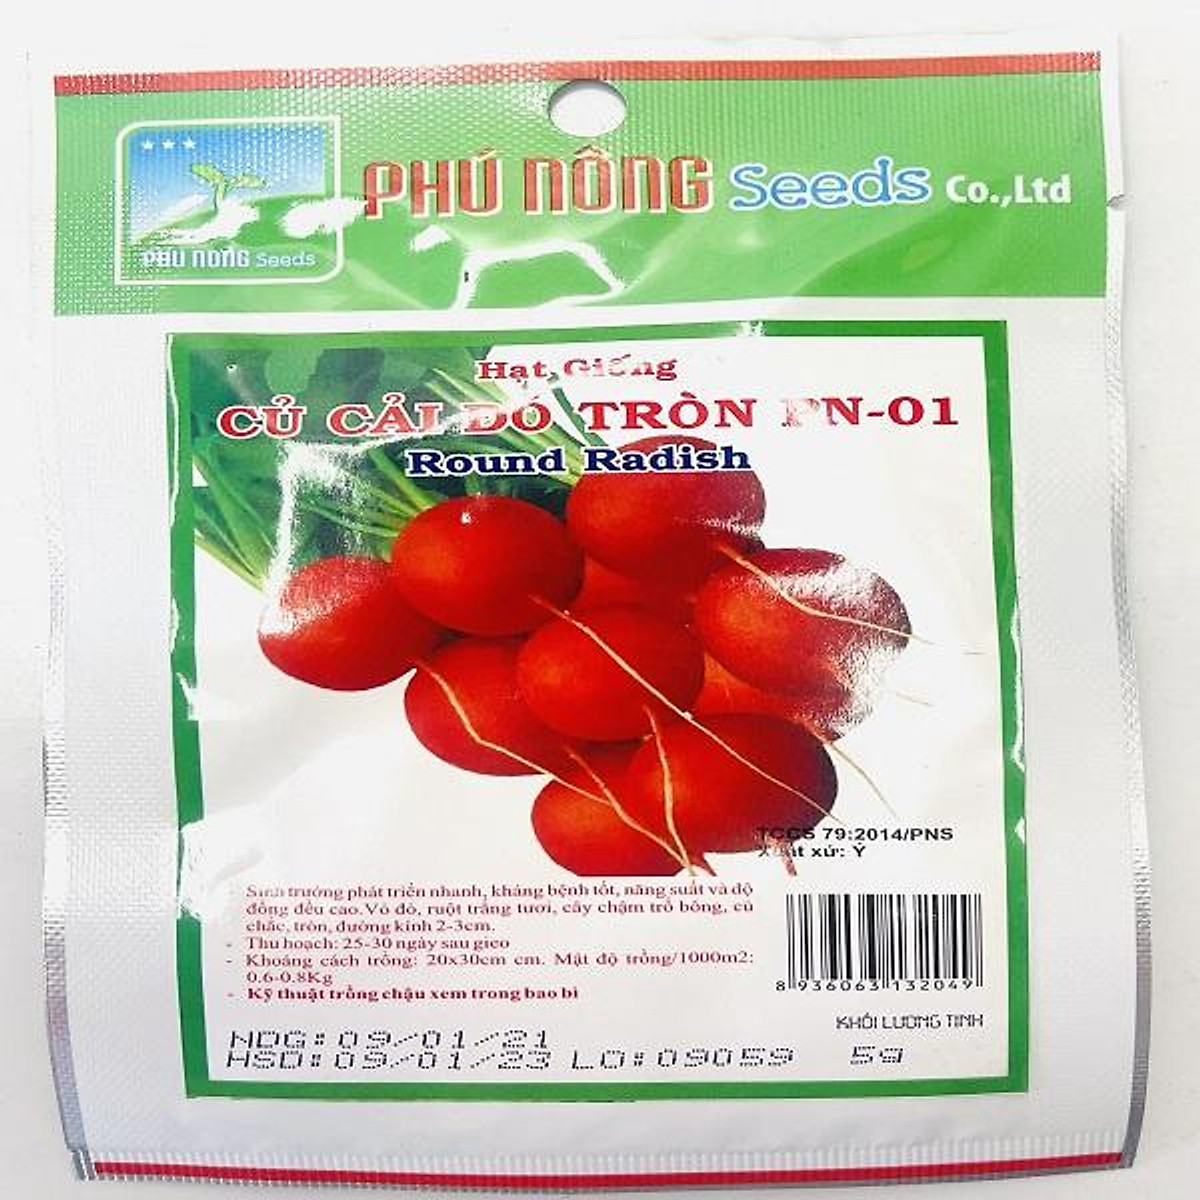 PHÚ NÔNG Seeds Co.,Ltd
PHÚ NÔNG Seeds
Hạt Giống
CỦ CẢI ĐỎ TRÒN PN-01
Round Radish
TCCS 79:2014/PNS
Xuất xứ: Ý
- Sinh trưởng phát triển nhanh, kháng bệnh tốt, năng suất và độ
đồng đều cao.Vỏ đỏ, ruột trắng tươi, cây chậm trổ bông, củ
chắc, tròn, đường kính 2-3cm.
- Thu hoạch: 25-30 ngày sau gieo
- Khoảng cách trồng: 20x30cm cm. Mật độ trồng/1000m2:
0.6-0.8Kg
- Kỹ thuật trồng chậu xem trong bao bì
8 936063 132049
KHỐI LƯỢNG TỊNH
5g
NDG:09/01/21
HSD:09/01/23 LO:09059